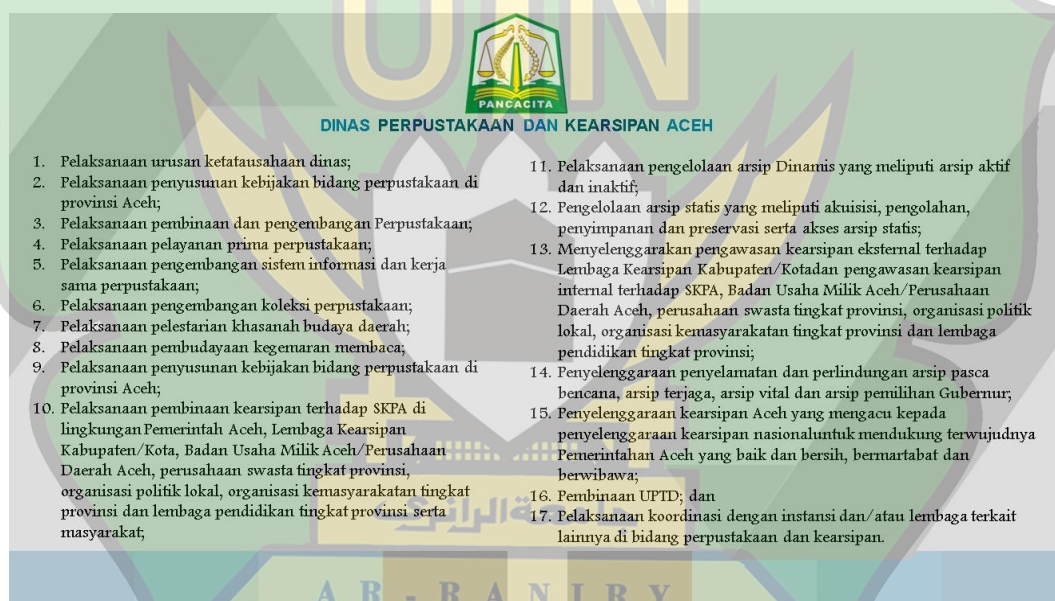 UIN
PANCACITA
DINAS PERPUSTAKAAN DAN KEARSIPAN ACEH
1. Pelaksanaan urusan ketatausahaan dinas;
2. Pelaksanaan penyusunan kebijakan bidang perpustakaan di
provinsi Aceh;
3. Pelaksanaan pembinaan dan pengembangan Perpustakaan;
4. Pelaksanaan pelayanan prima perpustakaan;
5. Pelaksanaan pengembangan sistem informasi dan kerja
sama perpustakaan;
6. Pelaksanaan pengembangan koleksi perpustakaan;
7. Pelaksanaan pelestarian khasanah budaya daerah;
8. Pelaksanaan pembudayaan kegemaran membaca;
9. Pelaksanaan penyusunan kebijakan bidang perpustakaan di
provinsi Aceh;
10. Pelaksanaan pembinaan kearsipan terhadap SKPA di
lingkungan Pemerintah Aceh, Lembaga Kearsipan
Kabupaten/Kota, Badan Usaha Milik Aceh/Perusahaan
Daerah Aceh, perusahaan swasta tingkat provinsi,
organisasi politik lokal, organisasi kemasyarakatan tingkat
provinsi dan lembaga pendidikan tingkat provinsi serta
masyarakat;
11. Pelaksanaan pengelolaan arsip Dinamis yang meliputi arsip aktif
dan inaktif;
12. Pengelolaan arsip statis yang meliputi akuisisi, pengolahan,
penyimpanan dan preservasi serta akses arsip statis;
13. Menyelenggarakan pengawasan kearsipan eksternal terhadap
Lembaga Kearsipan Kabupaten/Kotadan pengawasan kearsipan
internal terhadap SKPA, Badan Usaha Milik Aceh/Perusahaan
Daerah Aceh, perusahaan swasta tingkat provinsi, organisasi politik
lokal, organisasi kemasyarakatan tingkat provinsi dan lembaga
pendidikan tingkat provinsi;
14. Penyelenggaraan penyelamatan dan perlindungan arsip pasca
bencana, arsip terjaga, arsip vital dan arsip pemilihan Gubernur;
15. Penyelenggaraan kearsipan Aceh yang mengacu kepada
penyelenggaraan kearsipan nasionaluntuk mendukung terwujudnya
Pemerintahan Aceh yang baik dan bersih, bermartabat dan
berwibawa;
16. Pembinaan UPTD; dan
17. Pelaksanaan koordinasi dengan instansi dan/atau lembaga terkait
lainnya di bidang perpustakaan dan kearsipan.
جامعة الرانري
AR-RANIRY